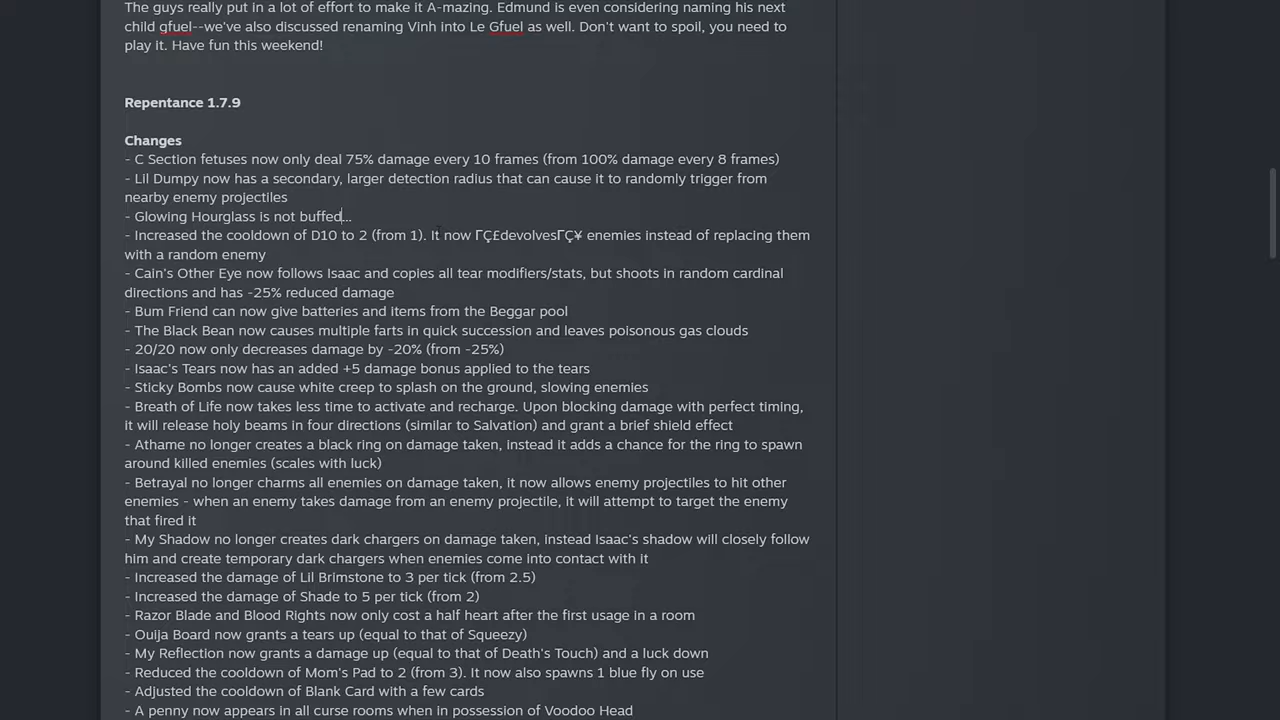 The guys really put in a lot of effort to make it A-mazing. Edmund is even considering naming his next
child gfuel--we've also discussed renaming Vinh into Le Gfuel as well. Don't want to spoil, you need to
play it. Have fun this weekend!
Repentance 1.7.9
Changes
- C Section fetuses now only deal 75% damage every 10 frames (from 100% damage every 8 frames)
- Lil Dumpy now has a secondary, larger detection radius that can cause it to randomly trigger from
nearby enemy projectiles
- Glowing Hourglass is not buffed...
- Increased the cooldown of D10 to 2 (from 1). It now ΓÇ£devolvesΓÇ¥ enemies instead of replacing them
with a random enemy
- Cain's Other Eye now follows Isaac and copies all tear modifiers/stats, but shoots in random cardinal
directions and has -25% reduced damage
- Bum Friend can now give batteries and items from the Beggar pool
- The Black Bean now causes multiple farts in quick succession and leaves poisonous gas clouds
- 20/20 now only decreases damage by -20% (from -25%)
- Isaac's Tears now has an added +5 damage bonus applied to the tears
- Sticky Bombs now cause white creep to splash on the ground, slowing enemies
- Breath of Life now takes less time to activate and recharge. Upon blocking damage with perfect timing,
it will release holy beams in four directions (similar to Salvation) and grant a brief shield effect
- Athame no longer creates a black ring on damage taken, instead it adds a chance for the ring to spawn
around killed enemies (scales with luck)
- Betrayal no longer charms all enemies on damage taken, it now allows enemy projectiles to hit other
enemies - when an enemy takes damage from an enemy projectile, it will attempt to target the enemy
that fired it
- My Shadow no longer creates dark chargers on damage taken, instead Isaac's shadow will closely follow
him and create temporary dark chargers when enemies come into contact with it
- Increased the damage of Lil Brimstone to 3 per tick (from 2.5)
- Increased the damage of Shade to 5 per tick (from 2)
- Razor Blade and Blood Rights now only cost a half heart after the first usage in a room
- Ouija Board now grants a tears up (equal to that of Squeezy)
- My Reflection now grants a damage up (equal to that of Death's Touch) and a luck down
- Reduced the cooldown of Mom's Pad to 2 (from 3). It now also spawns 1 blue fly on use
- Adjusted the cooldown of Blank Card with a few cards
- A penny now appears in all curse rooms when in possession of Voodoo Head